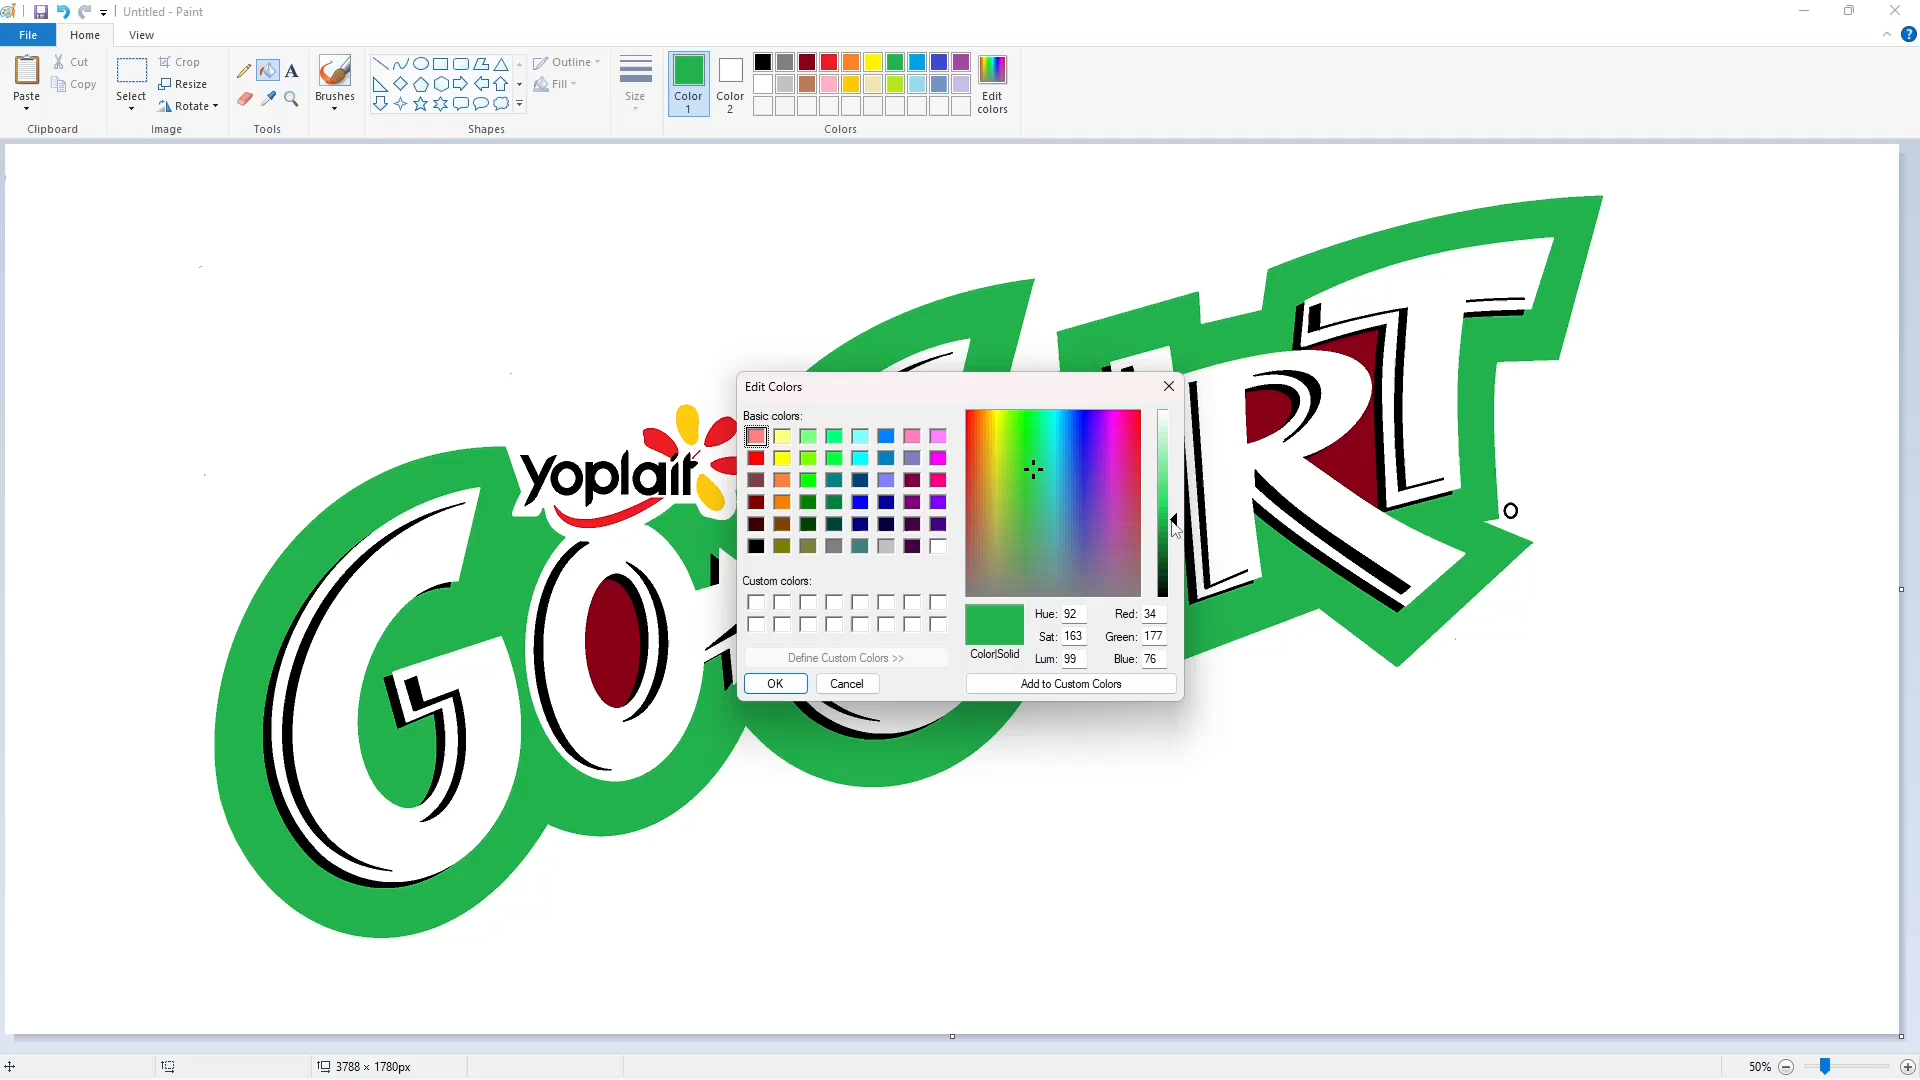 Untitled - Paint
File Home View
Paste Cut Copy Clipboard
Select Crop Resize Rotate Image
A Tools
Brushes
Shapes Outline Fill
Size
Color 1 Color 2 Edit colors Colors
yoplait
Edit Colors
Basic colors:
Custom colors:
Define Custom Colors >>
OK Cancel
Color|Solid
Hue: 92 Red: 34
Sat: 163 Green: 177
Lum: 99 Blue: 76
Add to Custom Colors
3788 × 1780px
50%